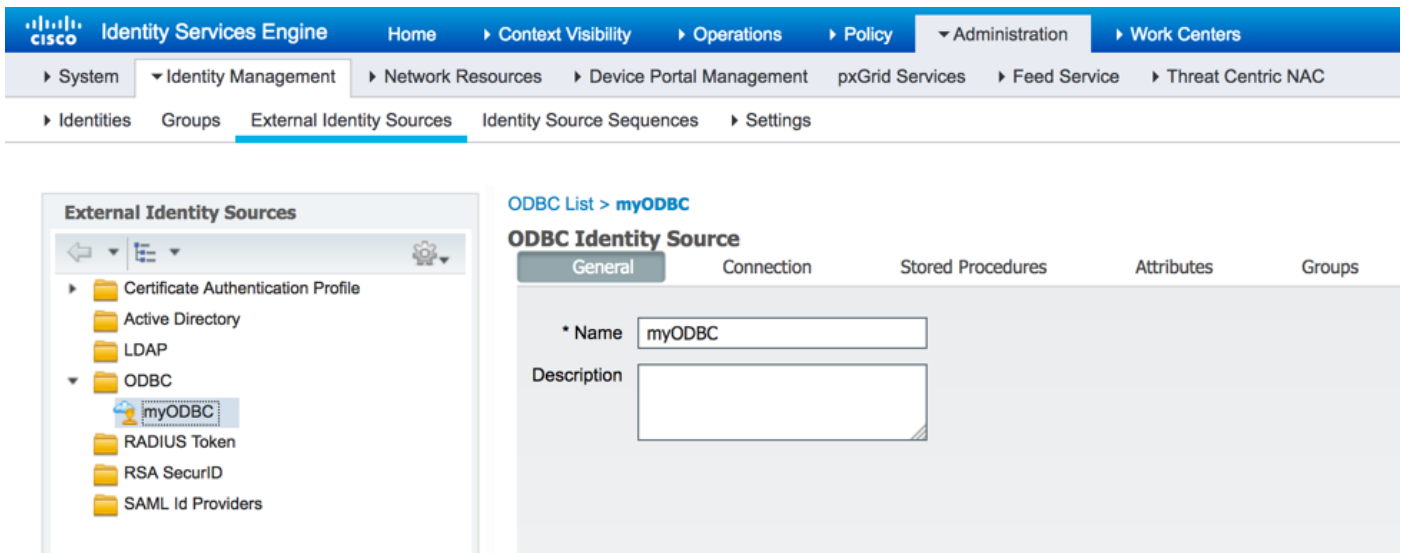 CISCO Identity Services Engine Home Context Visibility Operations Policy Administration Work Centers
System Identity Management Network Resources Device Portal Management pxGrid Services Feed Service Threat Centric NAC
Identities Groups External Identity Sources Identity Source Sequences Settings
External Identity Sources
Certificate Authentication Profile
Active Directory
LDAP
ODBC
myODBC
RADIUS Token
RSA SecurID
SAML Id Providers
ODBC List > myODBC
ODBC Identity Source
General Connection Stored Procedures Attributes Groups
* Name myODBC
Description